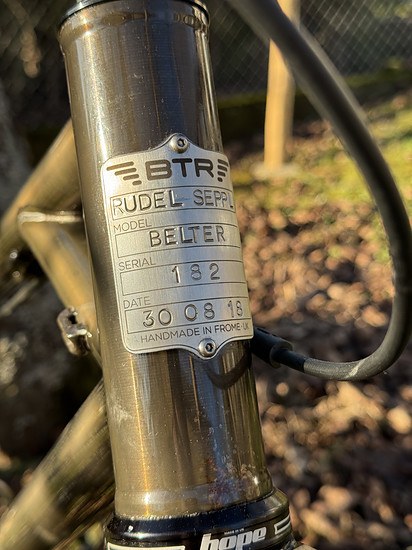 BTR
RUDEL SEPPL
MODEL
BELTER
SERIAL
182
DATE
30 08 18
HANDMADE IN FROME·UK
hope